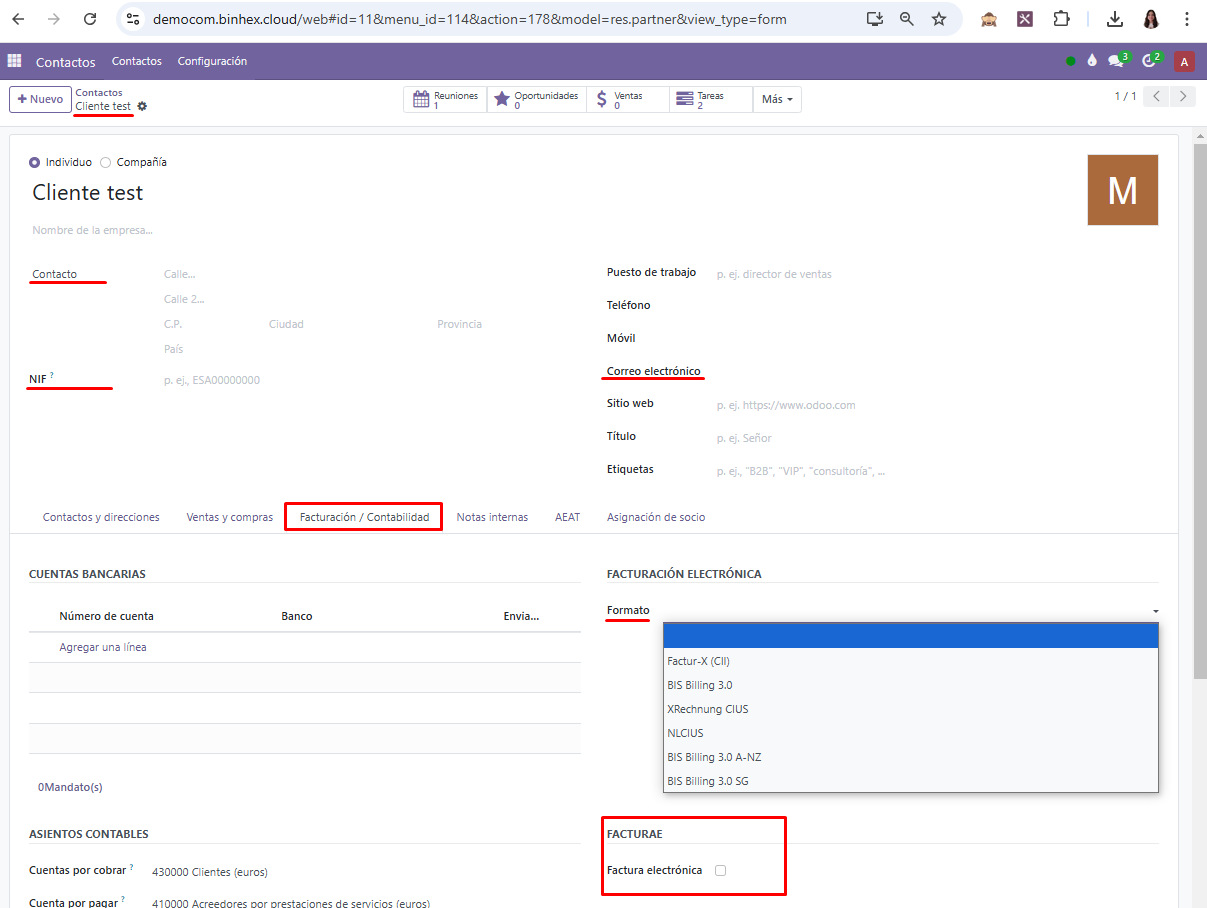 democom.binhex.cloud/web#id=11&menu_id=114&action=178&model=res.partner&view_type=form
Contactos Contactos Configuración 3 2 A
+ Nuevo Contactos
Cliente test
Reuniones 1 Oportunidades 0 Ventas 0 Tareas 2 Más
1 / 1
Individuo Compañía
Cliente test
M
Nombre de la empresa...
Contacto Calle...
Calle 2...
C.P. Ciudad Provincia
País
NIF ? p. ej., ESA00000000
Puesto de trabajo p. ej. director de ventas
Teléfono
Móvil
Correo electrónico
Sitio web p. ej. https://www.odoo.com
Título p. ej. Señor
Etiquetas p. ej., "B2B", "VIP", "consultoría", ...
Contactos y direcciones Ventas y compras Facturación / Contabilidad Notas internas AEAT Asignación de socio
CUENTAS BANCARIAS
Número de cuenta Banco Envia...
Agregar una línea
0Mandato(s)
FACTURACIÓN ELECTRÓNICA
Formato
Factur-X (CII)
BIS Billing 3.0
XRechnung CIUS
NLCIUS
BIS Billing 3.0 A-NZ
BIS Billing 3.0 SG
ASIENTOS CONTABLES
Cuentas por cobrar ? 430000 Clientes (euros)
Cuenta por pagar ? 410000 Acreedores por prestaciones de servicios (euros)
FACTURAE
Factura electrónica